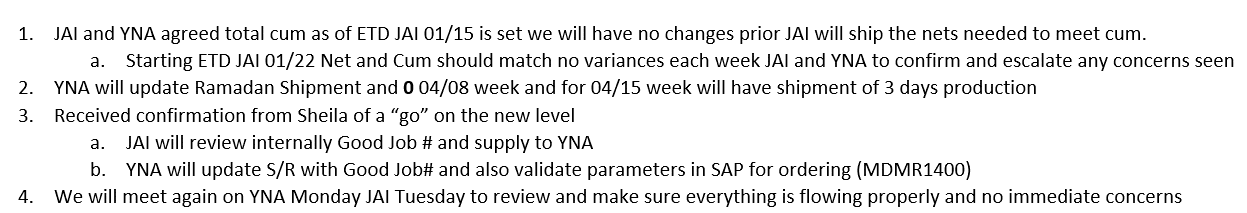 1. JAI and YNA agreed total cum as of ETD JAI 01/15 is set we will have no changes prior JAI will ship the nets needed to meet cum.
a. Starting ETD JAI 01/22 Net and Cum should match no variances each week JAI and YNA to confirm and escalate any concerns seen
2. YNA will update Ramadan Shipment and 0 04/08 week and for 04/15 week will have shipment of 3 days production
3. Received confirmation from Sheila of a “go” on the new level
a. JAI will review internally Good Job # and supply to YNA
b. YNA will update S/R with Good Job# and also validate parameters in SAP for ordering (MDMR1400)
4. We will meet again on YNA Monday JAI Tuesday to review and make sure everything is flowing properly and no immediate concerns